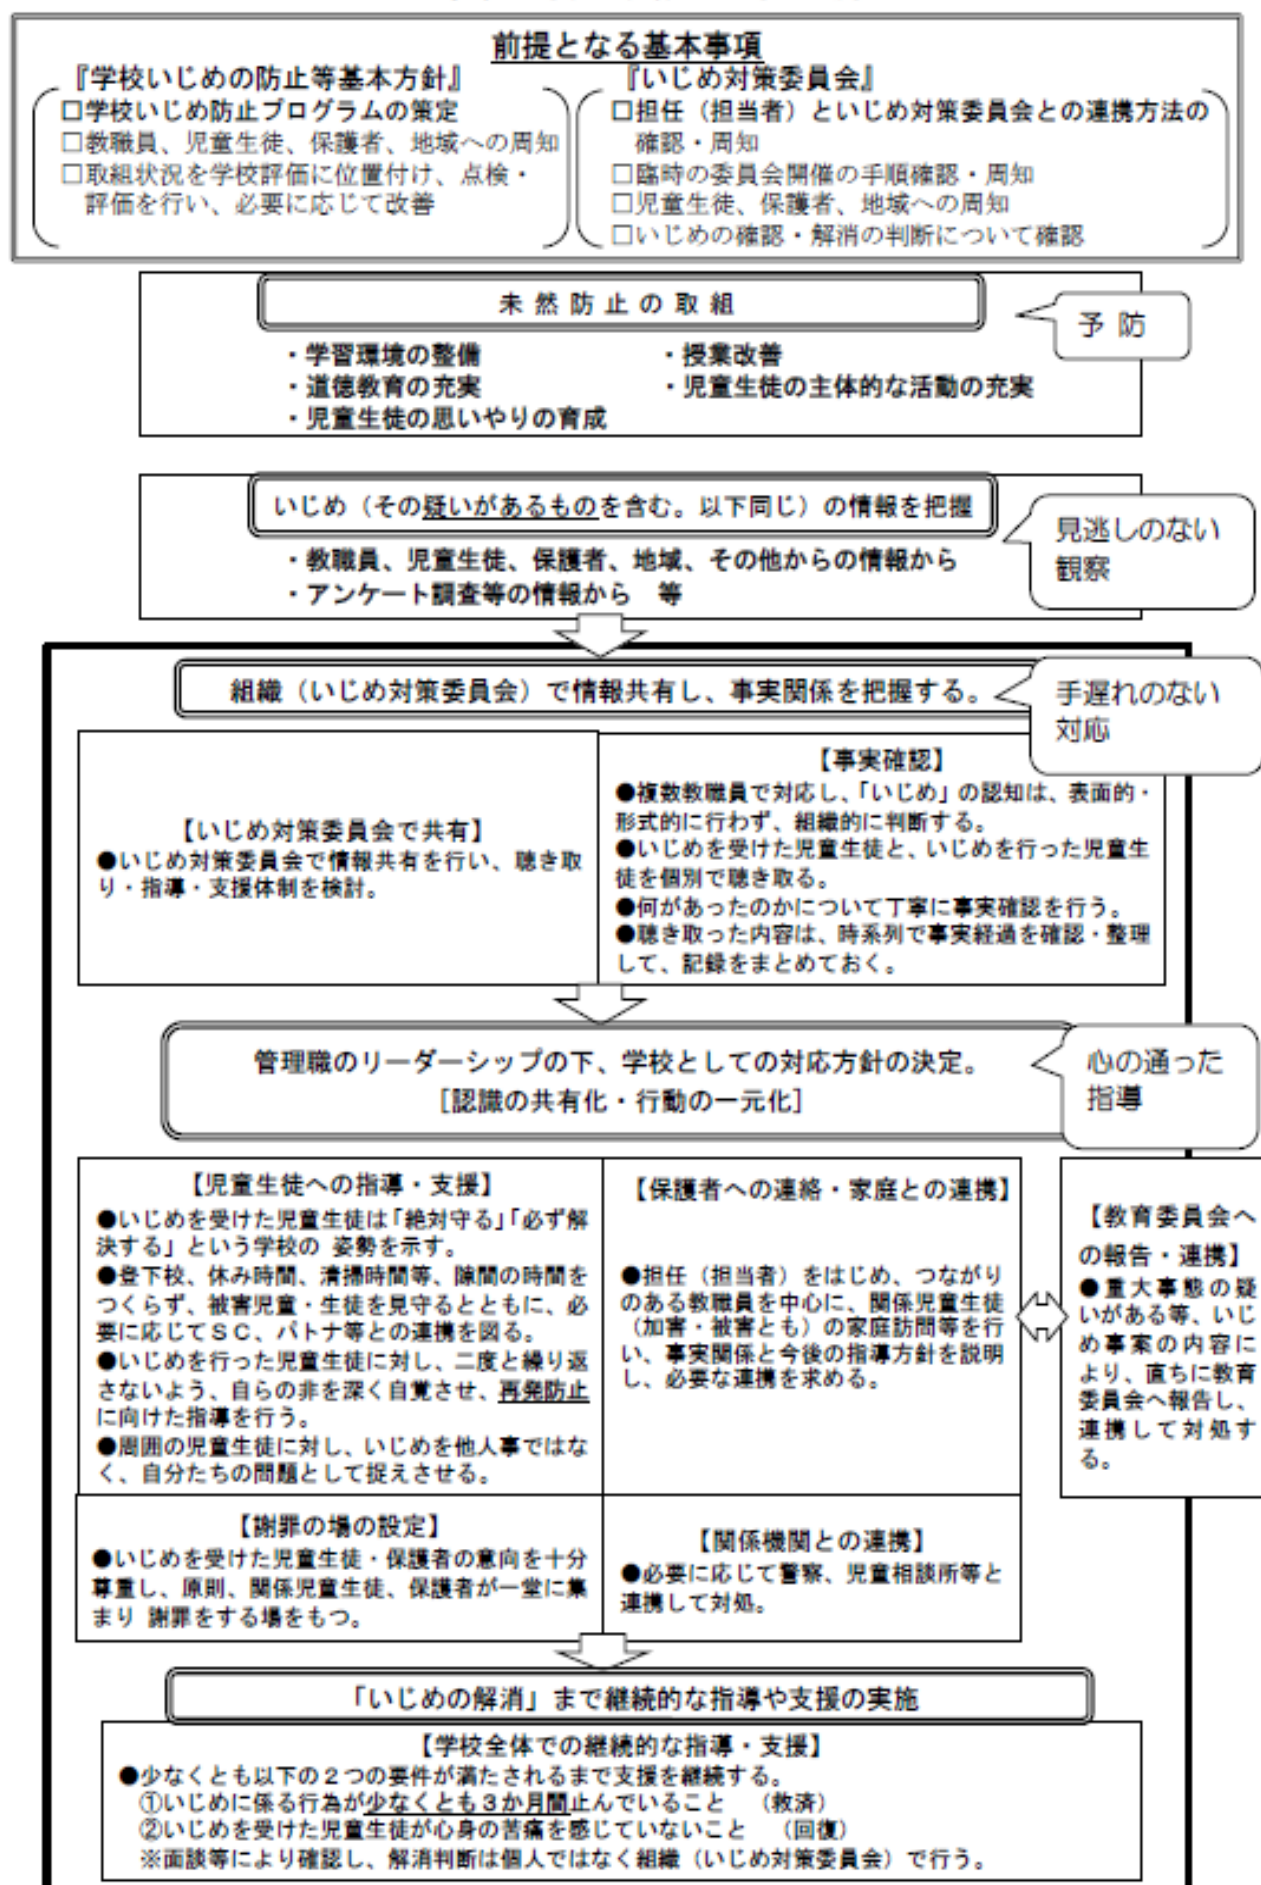 前提となる基本事項
『学校いじめの防止等基本方針』
□学校いじめ防止プログラムの策定
□教職員、児童生徒、保護者、地域への周知
□取組状況を学校評価に位置付け、点検・
評価を行い、必要に応じて改善
『いじめ対策委員会』
□担任（担当者）といじめ対策委員会との連携方法の
確認・周知
□臨時の委員会開催の手順確認・周知
□児童生徒、保護者、地域への周知
□いじめの確認・解消の判断について確認
未然防止の取組
予防
・学習環境の整備
・授業改善
・道徳教育の充実
・児童生徒の主体的な活動の充実
・児童生徒の思いやりの育成
いじめ（その疑いがあるものを含む。以下同じ）の情報を把握
見逃しのない
観察
・教職員、児童生徒、保護者、地域、その他からの情報から
・アンケート調査等の情報から　等
組織（いじめ対策委員会）で情報共有し、事実関係を把握する。
手遅れのない
対応
【いじめ対策委員会で共有】
●いじめ対策委員会で情報共有を行い、聴き取
り・指導・支援体制を検討。
【事実確認】
●複数教職員で対応し、「いじめ」の認知は、表面的・
形式的に行わず、組織的に判断する。
●いじめを受けた児童生徒と、いじめを行った児童生
徒を個別で聴き取る。
●何があったのかについて丁寧に事実確認を行う。
●聴き取った内容は、時系列で事実経過を確認・整理
して、記録をまとめておく。
管理職のリーダーシップの下、学校としての対応方針の決定。
［認識の共有化・行動の一元化］
心の通った
指導
【児童生徒への指導・支援】
●いじめを受けた児童生徒は「絶対守る」「必ず解
決する」という学校の 姿勢を示す。
●登下校、休み時間、清掃時間等、隙間の時間を
つくらず、被害児童・生徒を見守るとともに、必
要に応じてＳＣ、パトナ等との連携を図る。
●いじめを行った児童生徒に対し、二度と繰り返
さないよう、自らの非を深く自覚させ、再発防止
に向けた指導を行う。
●周囲の児童生徒に対し、いじめを他人事ではな
く、自分たちの問題として捉えさせる。
【保護者への連絡・家庭との連携】
●担任（担当者）をはじめ、つながり
のある教職員を中心に、関係児童生徒
（加害・被害とも）の家庭訪問等を行
い、事実関係と今後の指導方針を説明
し、必要な連携を求める。
【教育委員会へ
の報告・連携】
●重大事態の疑
いがある等、いじ
め事案の内容に
より、直ちに教育
委員会へ報告し、
連携して対処す
る。
【謝罪の場の設定】
●いじめを受けた児童生徒・保護者の意向を十分
尊重し、原則、関係児童生徒、保護者が一堂に集
まり 謝罪をする場をもつ。
【関係機関との連携】
●必要に応じて警察、児童相談所等と
連携して対処。
「いじめの解消」まで継続的な指導や支援の実施
【学校全体での継続的な指導・支援】
●少なくとも以下の２つの要件が満たされるまで支援を継続する。
①いじめに係る行為が少なくとも３か月間止んでいること　（救済）
②いじめを受けた児童生徒が心身の苦痛を感じていないこと　（回復）
※面談等により確認し、解消判断は個人ではなく組織（いじめ対策委員会）で行う。